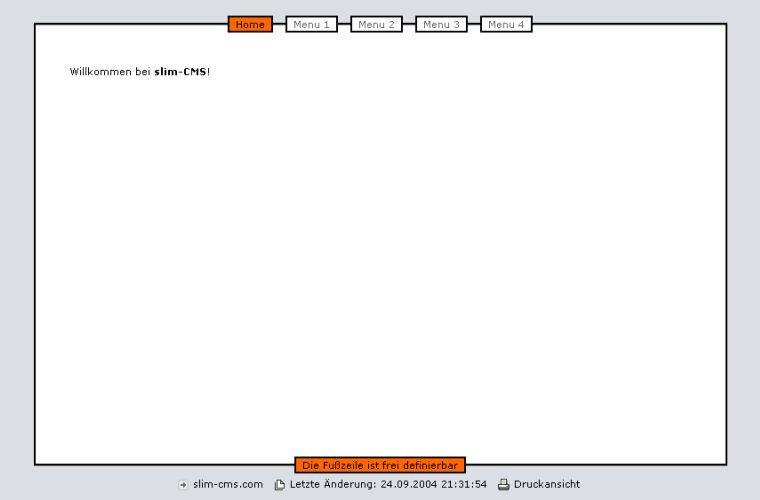 Home Menu 1 Menu 2 Menu 3 Menu 4
Willkommen bei slim-CMS!
Die Fußzeile ist frei definierbar
slim-cms.com Letzte Änderung: 24.09.2004 21:31:54 Druckansicht